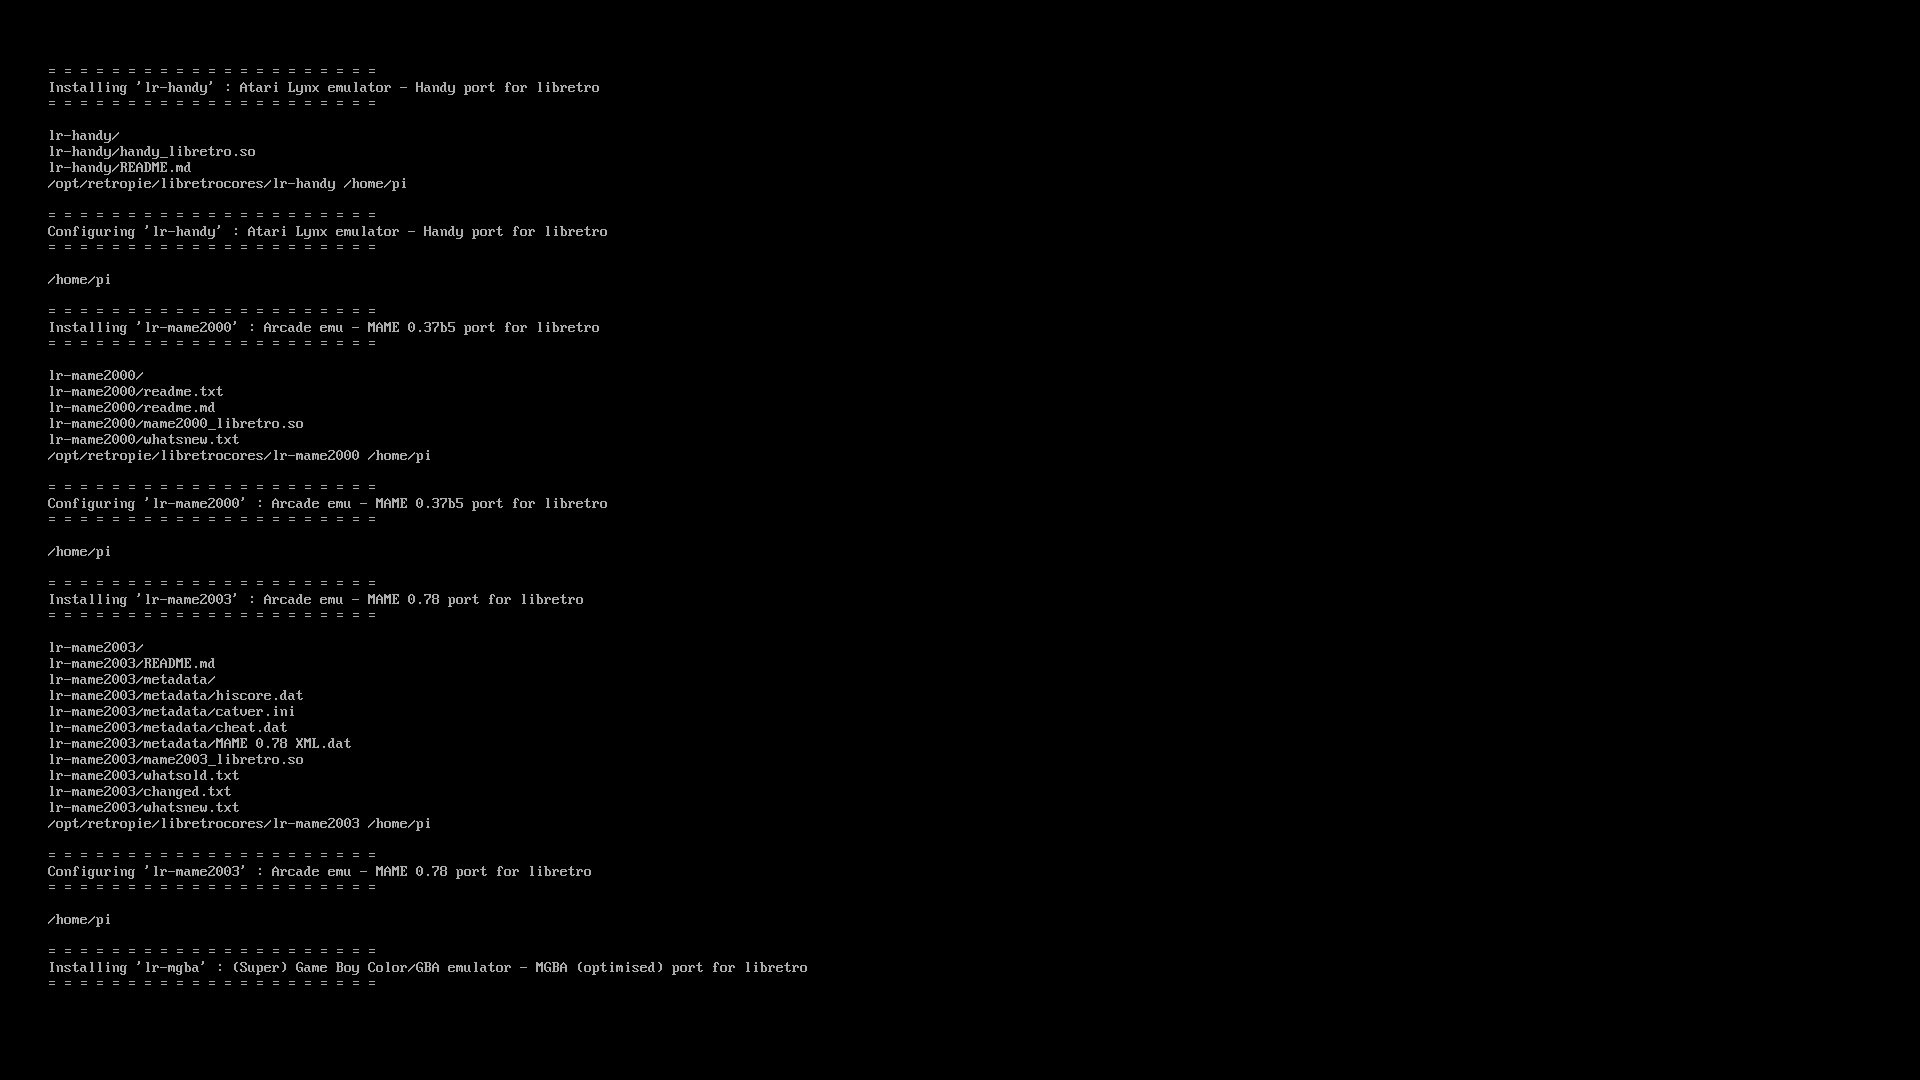 = = = = = = = = = = = = = = = = = = = = =
Installing 'lr-handy' : Atari Lynx emulator - Handy port for libretro
= = = = = = = = = = = = = = = = = = = = =
lr-handy/
lr-handy/handy_libretro.so
lr-handy/README.md
/opt/retropie/libretrocores/lr-handy /home/pi
= = = = = = = = = = = = = = = = = = = = =
Configuring 'lr-handy' : Atari Lynx emulator - Handy port for libretro
= = = = = = = = = = = = = = = = = = = = =
/home/pi
= = = = = = = = = = = = = = = = = = = = =
Installing 'lr-mame2000' : Arcade emu - MAME 0.37b5 port for libretro
= = = = = = = = = = = = = = = = = = = = =
lr-mame2000/
lr-mame2000/readme.txt
lr-mame2000/readme.md
lr-mame2000/mame2000_libretro.so
lr-mame2000/whatsnew.txt
/opt/retropie/libretrocores/lr-mame2000 /home/pi
= = = = = = = = = = = = = = = = = = = = =
Configuring 'lr-mame2000' : Arcade emu - MAME 0.37b5 port for libretro
= = = = = = = = = = = = = = = = = = = = =
/home/pi
= = = = = = = = = = = = = = = = = = = = =
Installing 'lr-mame2003' : Arcade emu - MAME 0.78 port for libretro
= = = = = = = = = = = = = = = = = = = = =
lr-mame2003/
lr-mame2003/README.md
lr-mame2003/metadata/
lr-mame2003/metadata/hiscore.dat
lr-mame2003/metadata/catver.ini
lr-mame2003/metadata/cheat.dat
lr-mame2003/metadata/MAME 0.78 XML.dat
lr-mame2003/mame2003_libretro.so
lr-mame2003/whatsold.txt
lr-mame2003/changed.txt
lr-mame2003/whatsnew.txt
/opt/retropie/libretrocores/lr-mame2003 /home/pi
= = = = = = = = = = = = = = = = = = = = =
Configuring 'lr-mame2003' : Arcade emu - MAME 0.78 port for libretro
= = = = = = = = = = = = = = = = = = = = =
/home/pi
= = = = = = = = = = = = = = = = = = = = =
Installing 'lr-mgba' : (Super) Game Boy Color/GBA emulator - MGBA (optimised) port for libretro
= = = = = = = = = = = = = = = = = = = = =